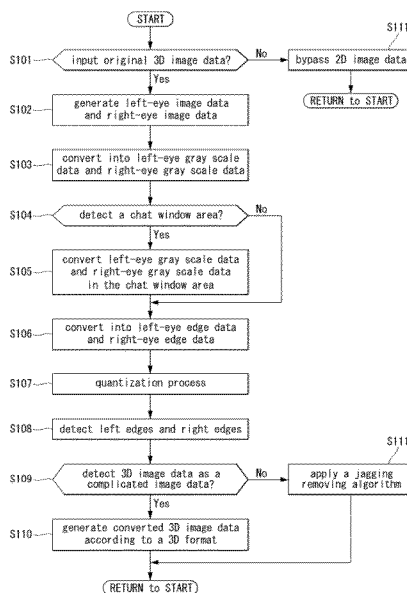 START
S101
input original 3D image data?
No
S111
bypass 2D image data
Yes
RETURN to START
S102
generate left-eye image data
and right-eye image data
S103
convert into left-eye gray scale
data and right-eye gray scale data
S104
detect a chat window area?
No
Yes
S105
convert left-eye gray scale data
and right-eye gray scale data
in the chat window area
S106
convert into left-eye edge data
and right-eye edge data
S107
quantization process
S108
detect left edges and right edges
S109
detect 3D image data as a
complicated image data?
No
S111
apply a jagging
removing algorithm
Yes
S110
generate converted 3D image data
according to a 3D format
RETURN to START